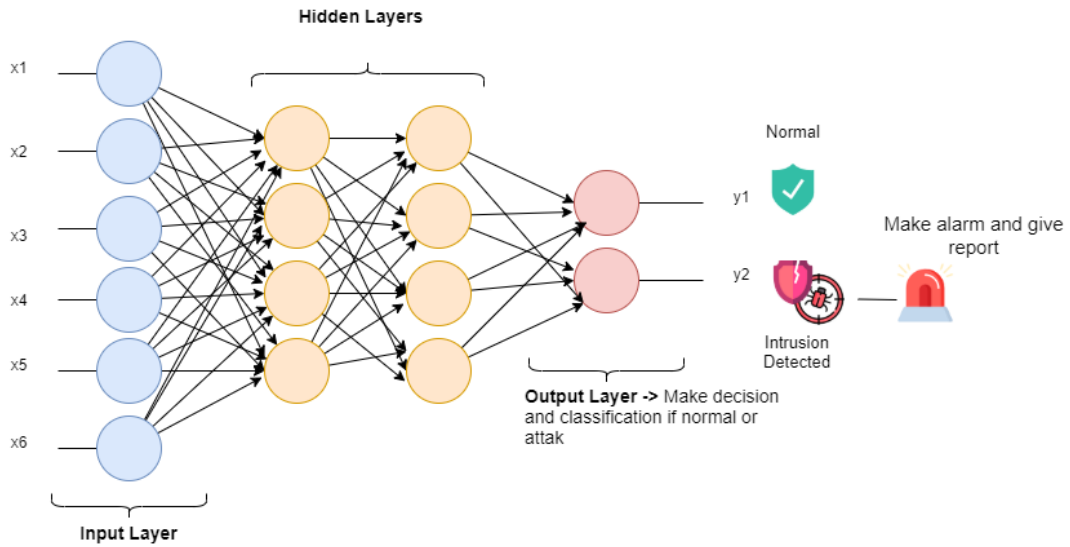 Hidden Layers
x1
x2
x3
x4
x5
x6
Input Layer
Output Layer -> Make decision
and classification if normal or
attak
y1
y2
Normal
Intrusion
Detected
Make alarm and give
report